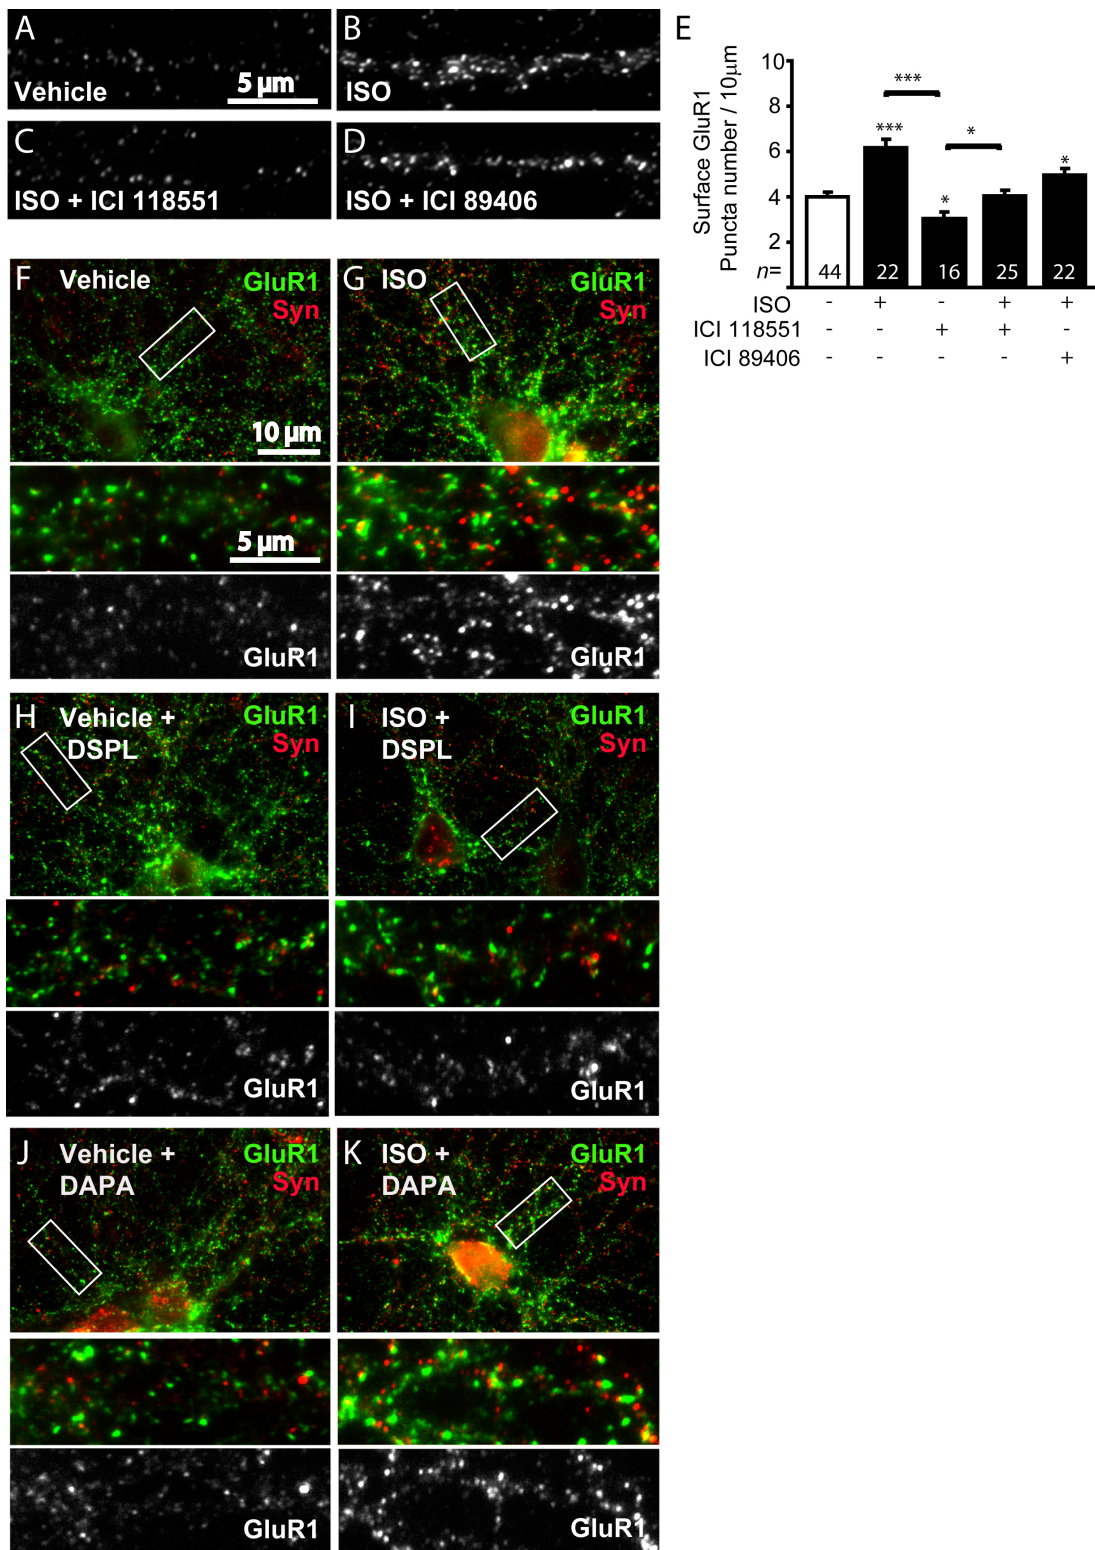 A
Vehicle
5 µm
B
ISO
C
ISO + ICI 118551
D
ISO + ICI 89406
E
Surface GluR1
Puncta number / 10µm
10
8
6
4
2
***
***
*
*
*
n=
44 22 16 25 22
ISO - + - + +
ICI 118551 - - + + -
ICI 89406 - - - - +
F Vehicle GluR1
Syn
10 µm
5 µm
GluR1
G ISO GluR1
Syn
GluR1
H Vehicle + GluR1
DSPL Syn
GluR1
I ISO + GluR1
DSPL Syn
GluR1
J Vehicle + GluR1
DAPA Syn
GluR1
K ISO + GluR1
DAPA Syn
GluR1